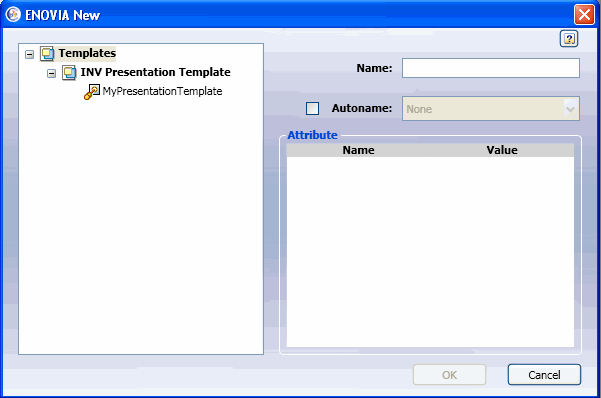 ENOVIA New
Templates
INV Presentation Template
MyPresentationTemplate
Name:
Autoname:
None
Attribute
Name Value
OK
Cancel